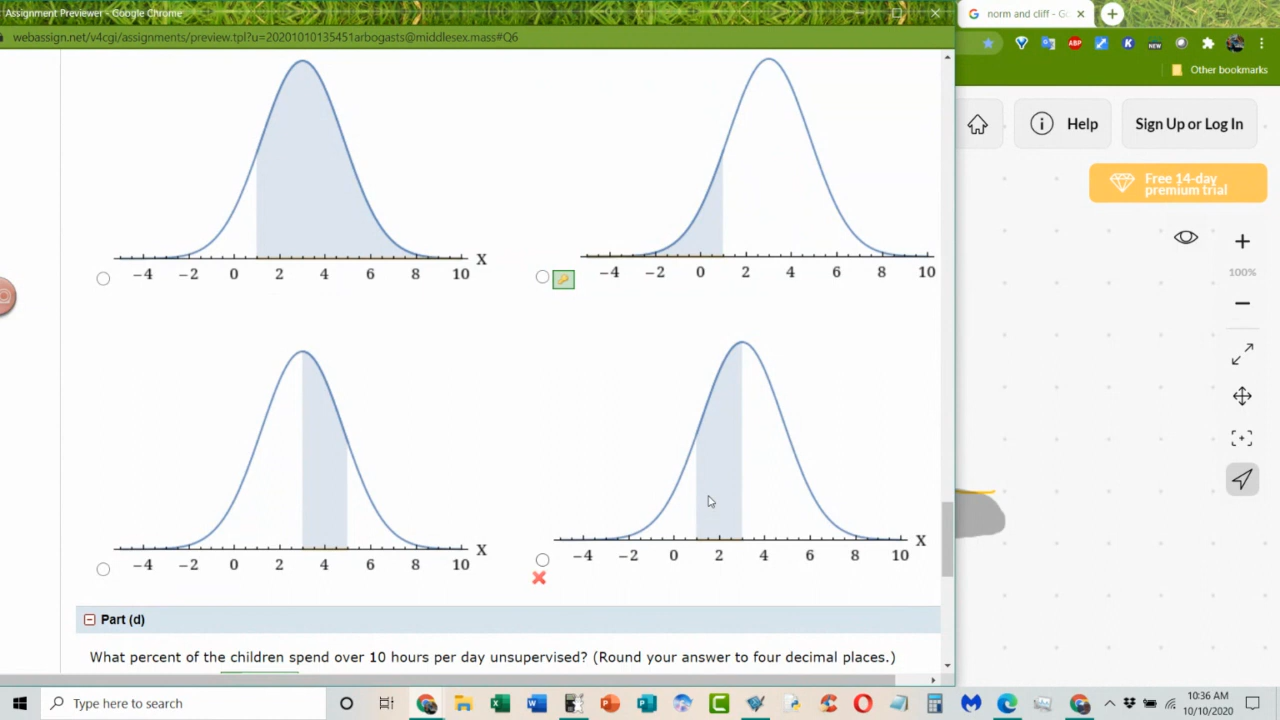 Assignment Previewer - Google Chrome
webassign.net/v4cgi/assignments/preview.tpl?u=20201010135451arbogasts@middlesex.mass#Q6
norm and cliff - Go
ABP
K
NEW
Other bookmarks
Help
Sign Up or Log In
Free 14-day
premium trial
100%
−4 −2 0 2 4 6 8 10 X
−4 −2 0 2 4 6 8 10
−4 −2 0 2 4 6 8 10 X
−4 −2 0 2 4 6 8 10 X
Part (d)
What percent of the children spend over 10 hours per day unsupervised? (Round your answer to four decimal places.)
Type here to search
10:36 AM
10/10/2020